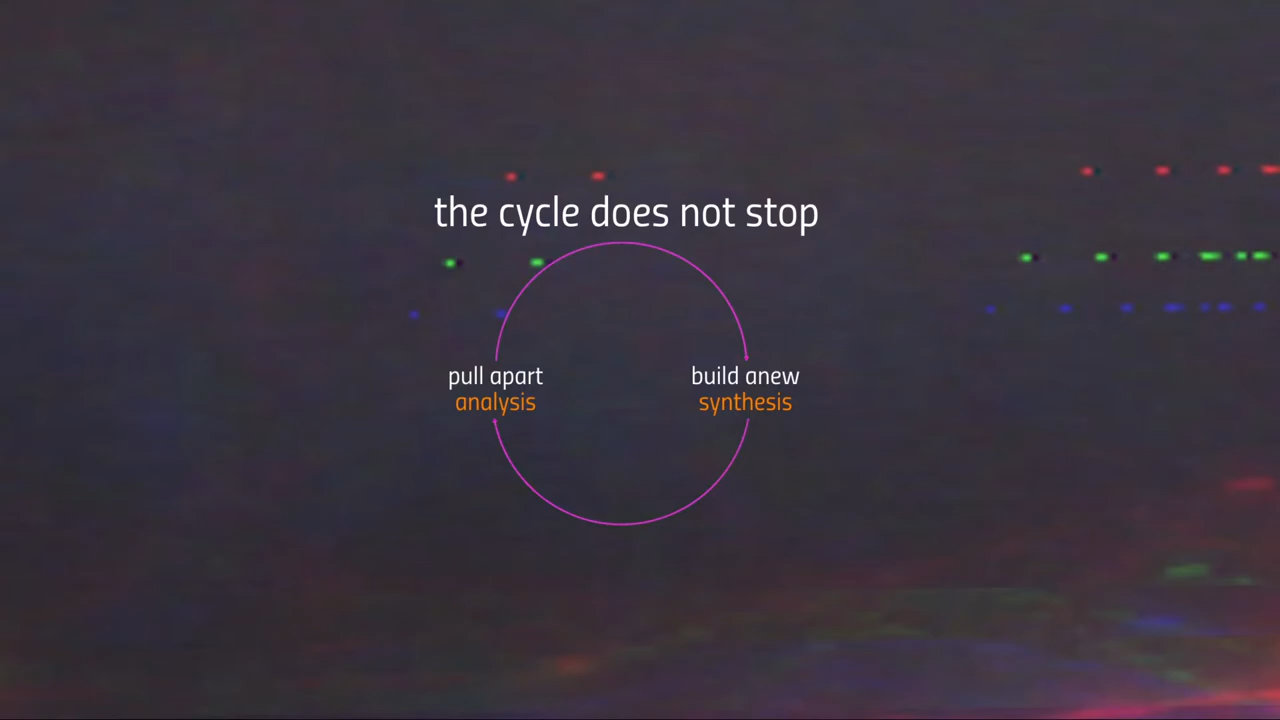 the cycle does not stop
pull apart
analysis
build anew
synthesis